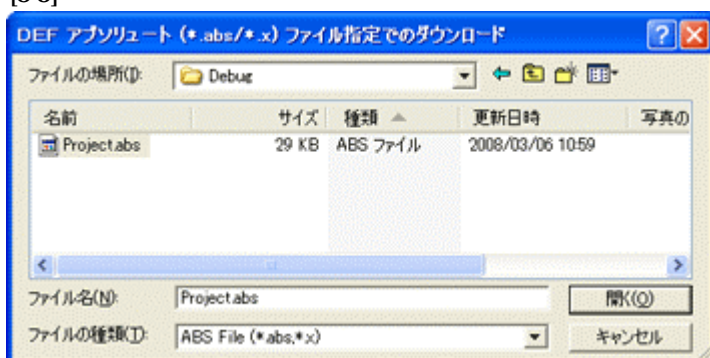 DEF アブソリュート (*.abs/*.x) ファイル指定でのダウンロード
ファイルの場所(I):
Debug
名前 サイズ 種類 更新日時 写真の
Project.abs 29 KB ABS ファイル 2008/03/06 10:59
ファイル名(N): Project.abs 開く(O)
ファイルの種類(T): ABS File (*.abs,*.x) キャンセル